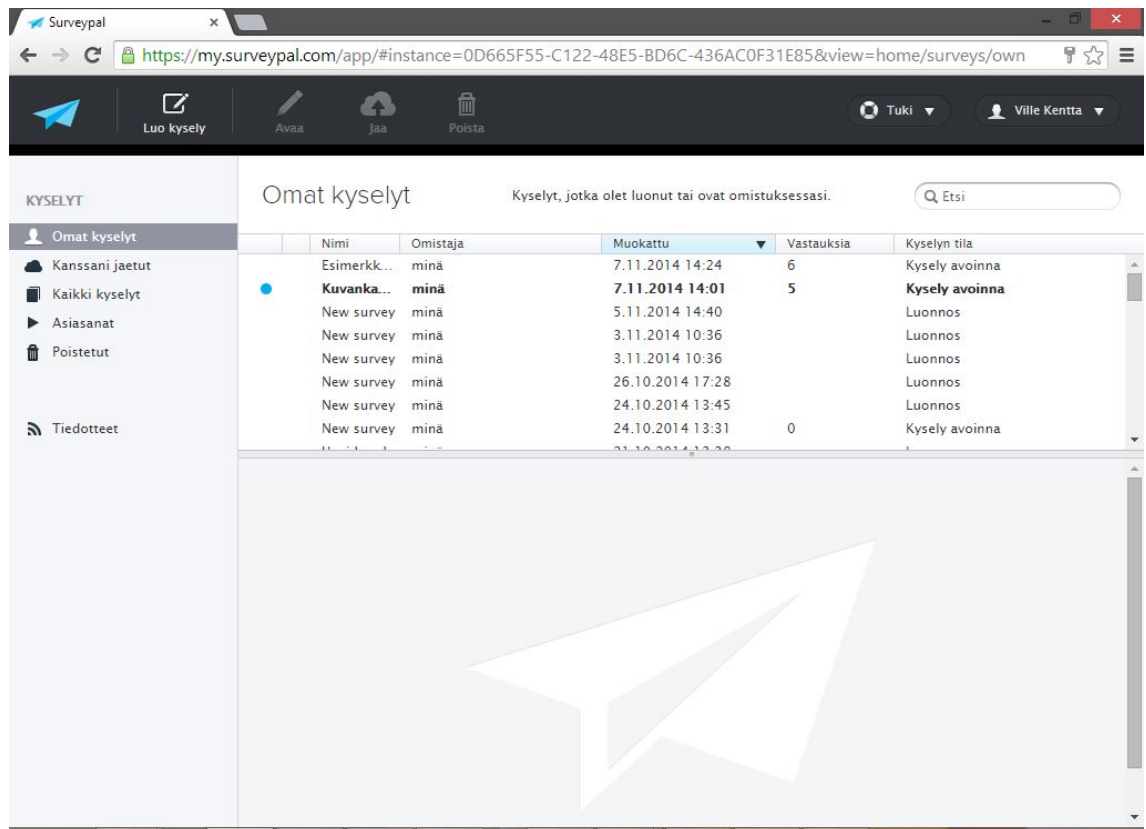 Surveypal
https://my.surveypal.com/app/#instance=0D665F55-C122-48E5-BD6C-436AC0F31E85&view=home/surveys/own
Luo kysely Avaa Jaa Poista Tuki Ville Kentta
KYSELYT
Omat kyselyt
Kanssani jaetut
Kaikki kyselyt
Asiasanat
Poistetut
Tiedotteet
Omat kyselyt Kyselyt, jotka olet luonut tai ovat omistuksessasi. Etsi
Nimi Omistaja Muokattu Vastauksia Kyselyn tila
Esimerkk... minä 7.11.2014 14:24 6 Kysely avoinna
Kuvanka... minä 7.11.2014 14:01 5 Kysely avoinna
New survey minä 5.11.2014 14:40 Luonnos
New survey minä 3.11.2014 10:36 Luonnos
New survey minä 3.11.2014 10:36 Luonnos
New survey minä 26.10.2014 17:28 Luonnos
New survey minä 24.10.2014 13:45 Luonnos
New survey minä 24.10.2014 13:31 0 Kysely avoinna